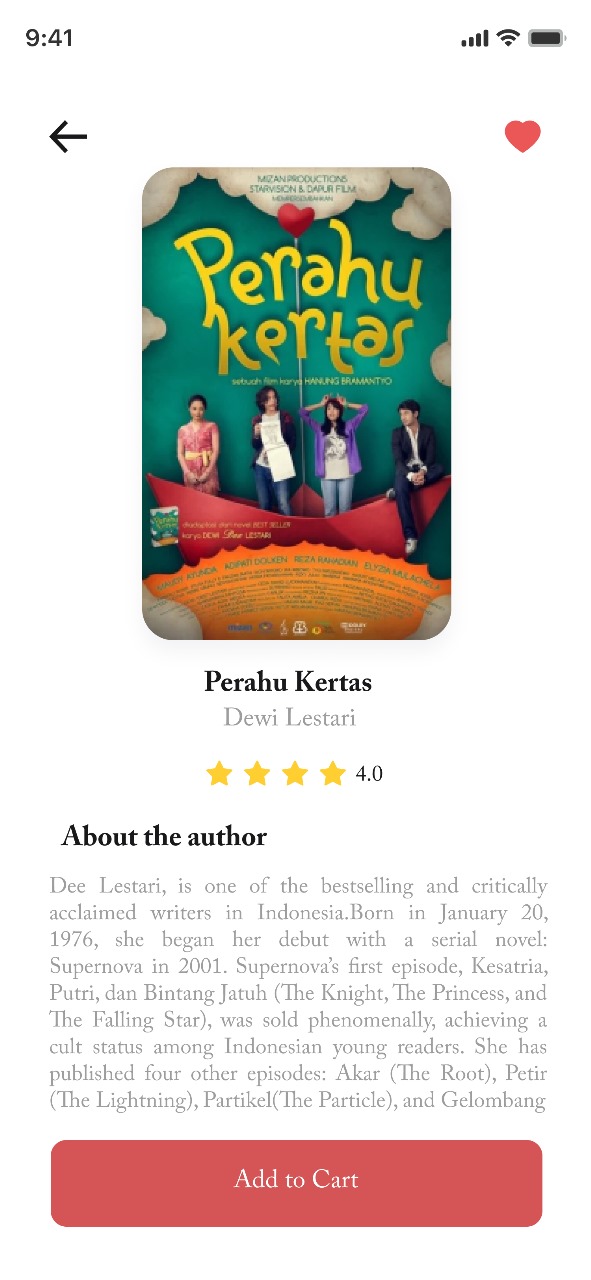 9:41
MIZAN PRODUCTIONS
STARVISION & DAPUR FILM
MEMPERSEMBAHKAN
Perahu
kertas
sebuah film karya HANUNG BRAMANTYO
diadaptasi dari novel BEST SELLER
karya DEWI Dee LESTARI
MAUDY AYUNDA ADIPATI DOLKEN REZA RAHADIAN ELYZIA MULACHELA
Perahu Kertas
Dewi Lestari
4.0
About the author
Dee Lestari, is one of the bestselling and critically
acclaimed writers in Indonesia.Born in January 20,
1976, she began her debut with a serial novel:
Supernova in 2001. Supernova’s first episode, Kesatria,
Putri, dan Bintang Jatuh (The Knight, The Princess, and
The Falling Star), was sold phenomenally, achieving a
cult status among Indonesian young readers. She has
published four other episodes: Akar (The Root), Petir
(The Lightning), Partikel(The Particle), and Gelombang
Add to Cart